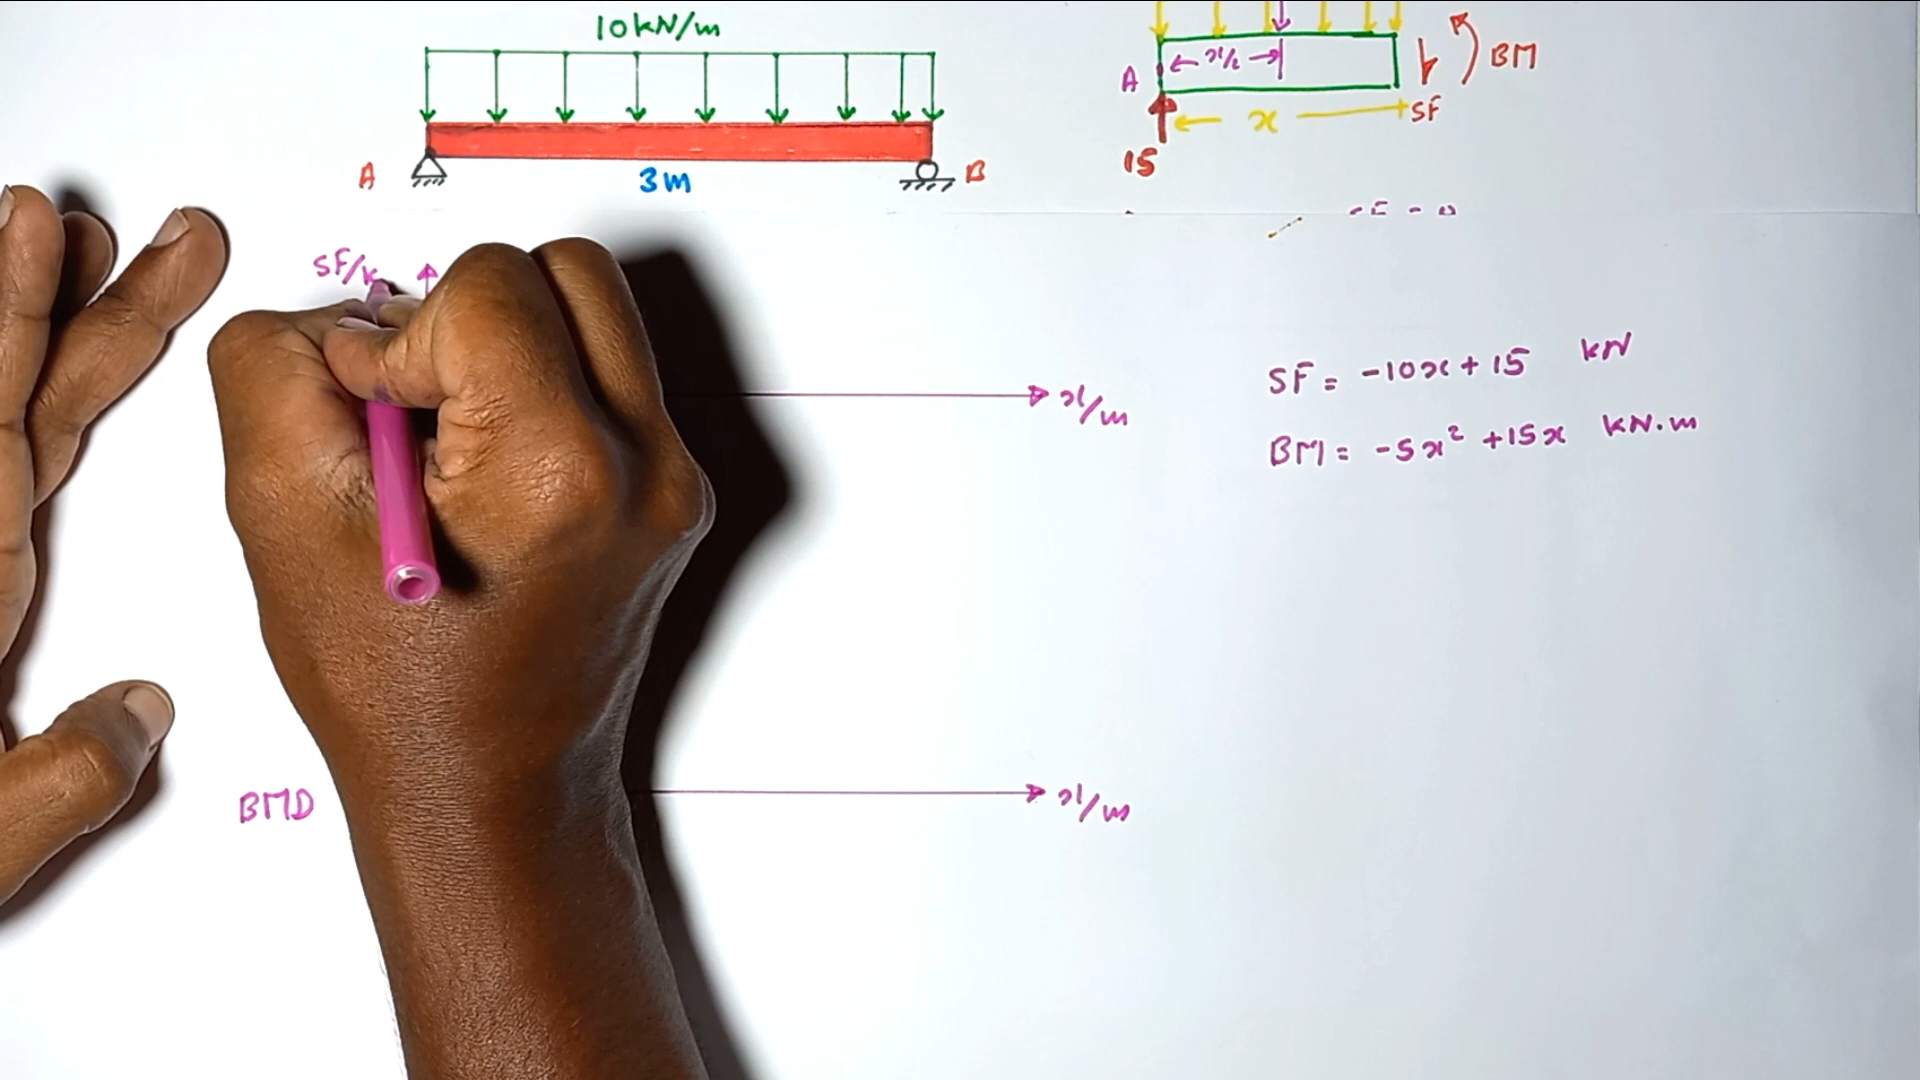 10kN/m
A
3m
B
x/2
A
BM
x
SF
15
SF/k
x/m
SF = -10x + 15 kN
BM = -5x² + 15x kN.m
BMD
x/m